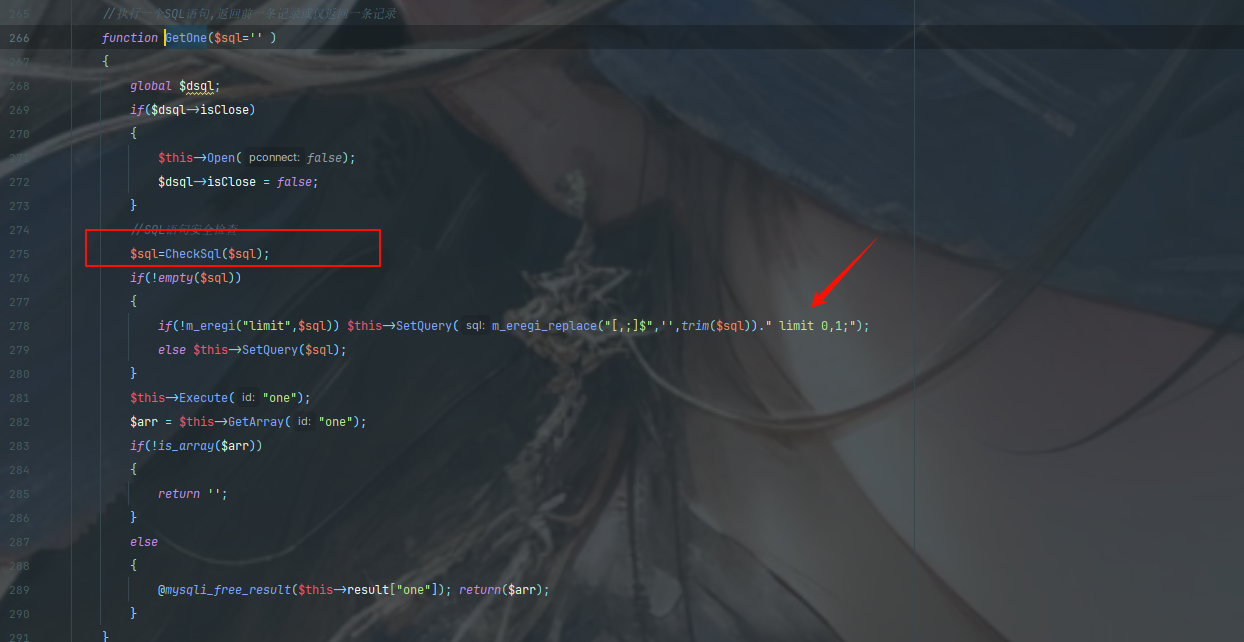 265 //执行一个SQL语句,返回前一条记录或仅返回一条记录
266 function GetOne($sql='' )
267 {
268 global $dsql;
269 if($dsql->isClose)
270 {
271 $this->Open( pconnect: false);
272 $dsql->isClose = false;
273 }
274 //SQL语句安全检查
275 $sql=CheckSql($sql);
276 if(!empty($sql))
277 {
278 if(!m_eregi("limit",$sql)) $this->SetQuery( sql: m_eregi_replace("[,;]$",'',trim($sql))." limit 0,1;");
279 else $this->SetQuery($sql);
280 }
281 $this->Execute( id: "one");
282 $arr = $this->GetArray( id: "one");
283 if(!is_array($arr))
284 {
285 return '';
286 }
287 else
288 {
289 @mysqli_free_result($this->result["one"]); return($arr);
290 }
291 }